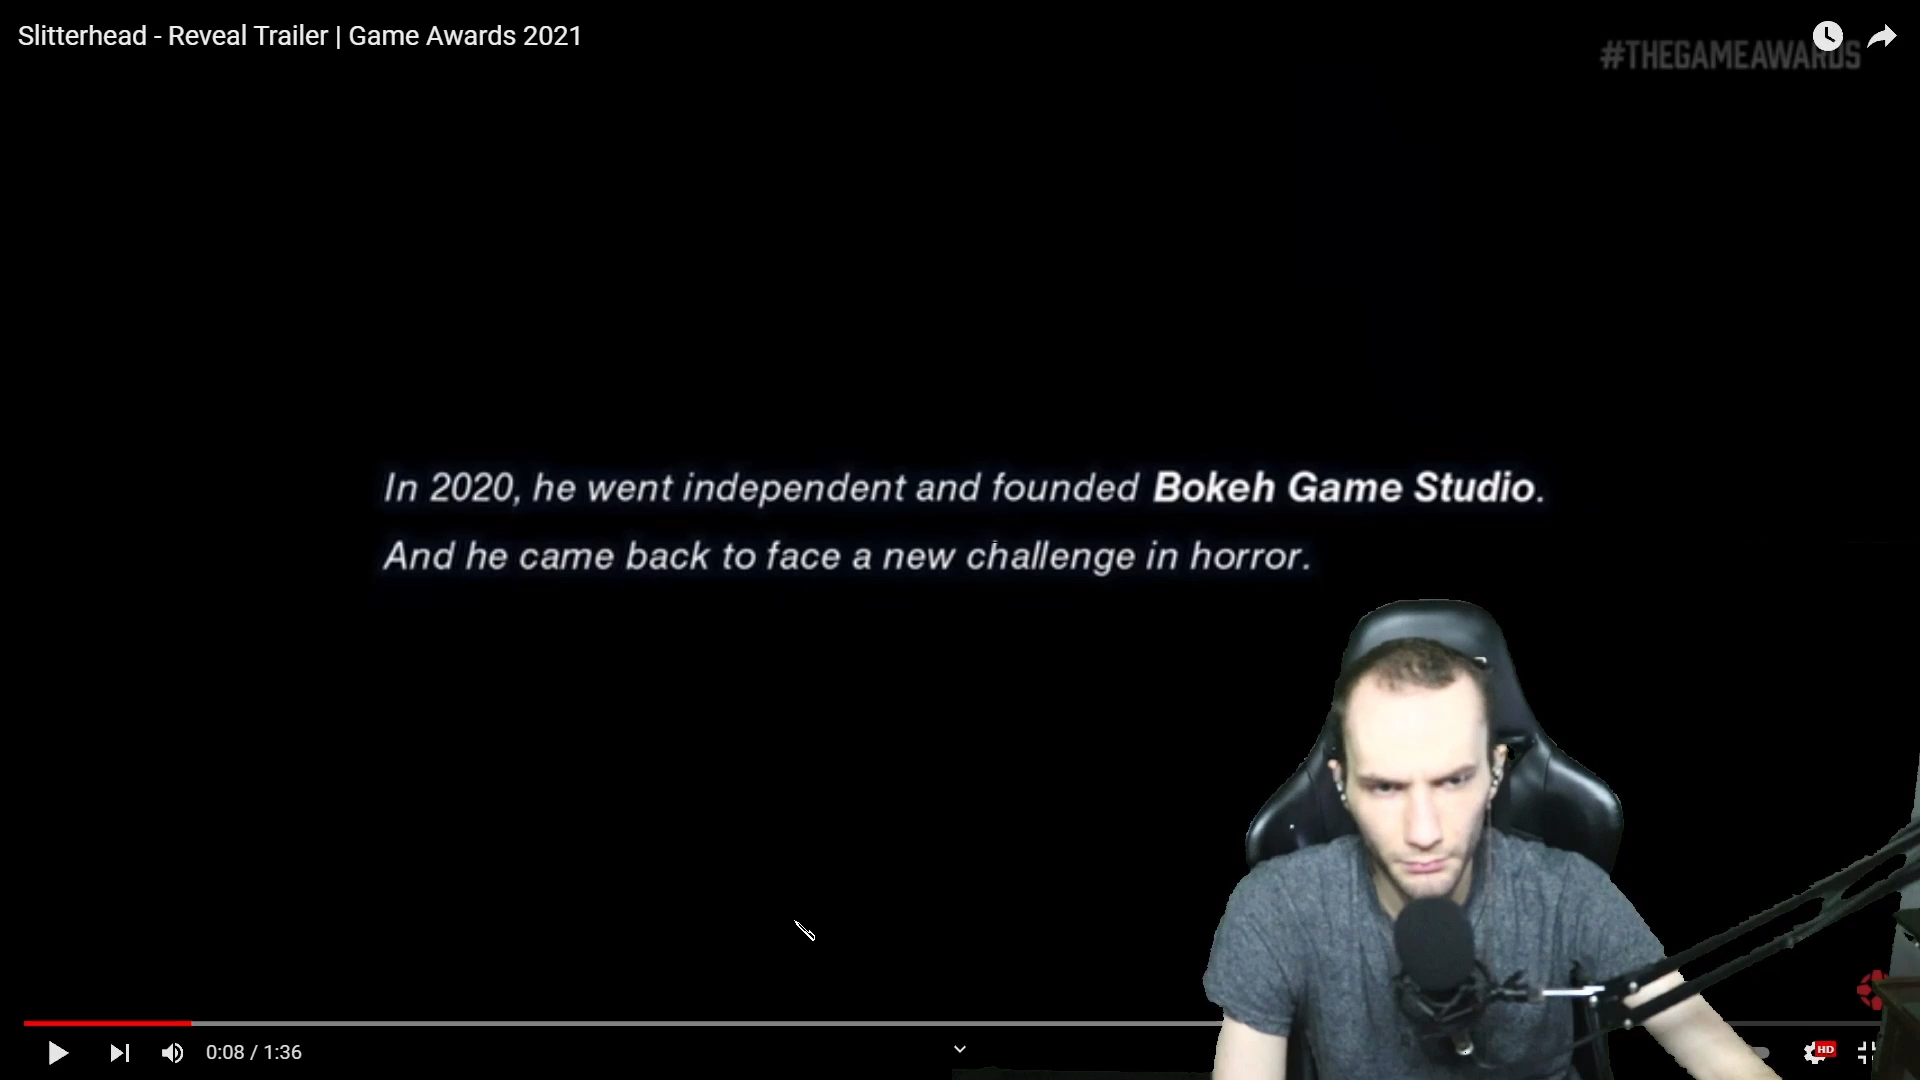 Slitterhead - Reveal Trailer | Game Awards 2021
#THEGAMEAWARDS
In 2020, he went independent and founded Bokeh Game Studio.
And he came back to face a new challenge in horror.
0:08 / 1:36
HD